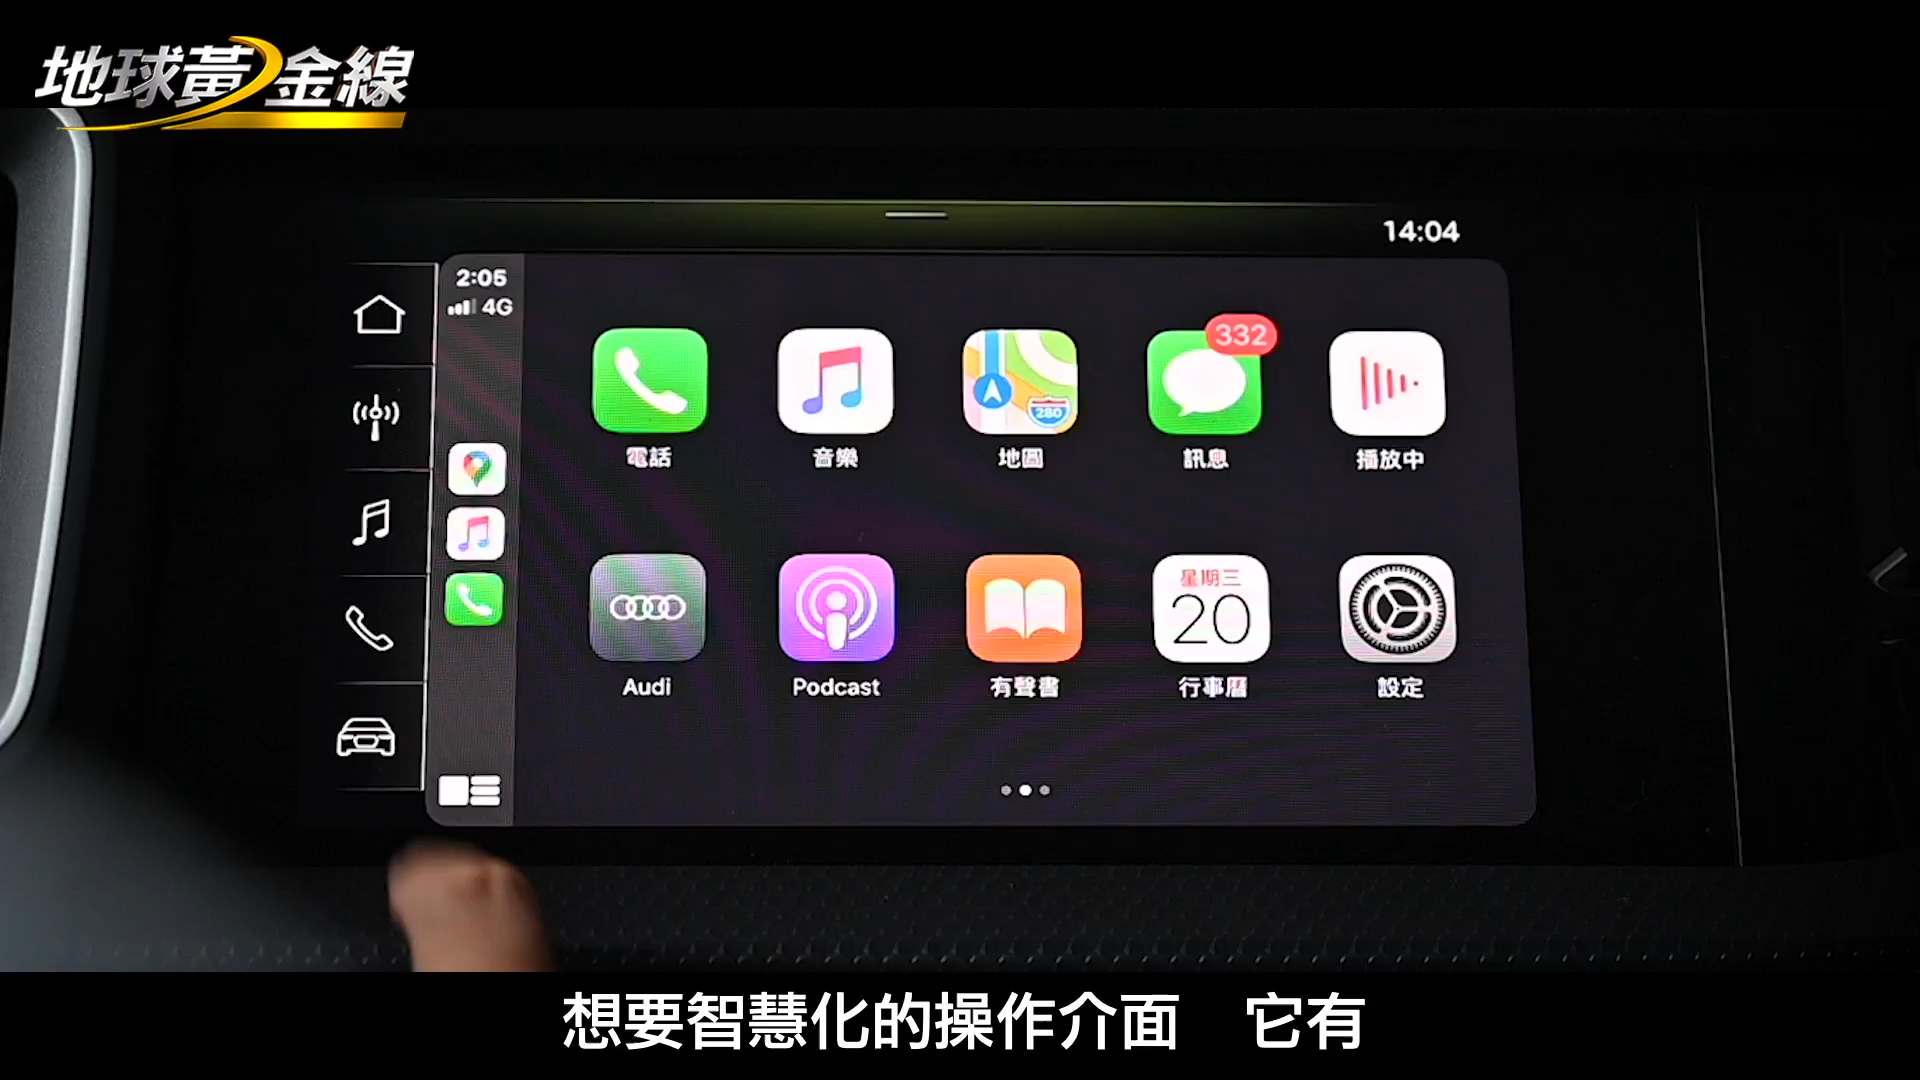 地球黃金線
14:04
2:05
4G
332
280
電話
音樂
地圖
訊息
播放中
星期三
20
Audi
Podcast
有聲書
行事曆
設定
想要智慧化的操作介面 它有